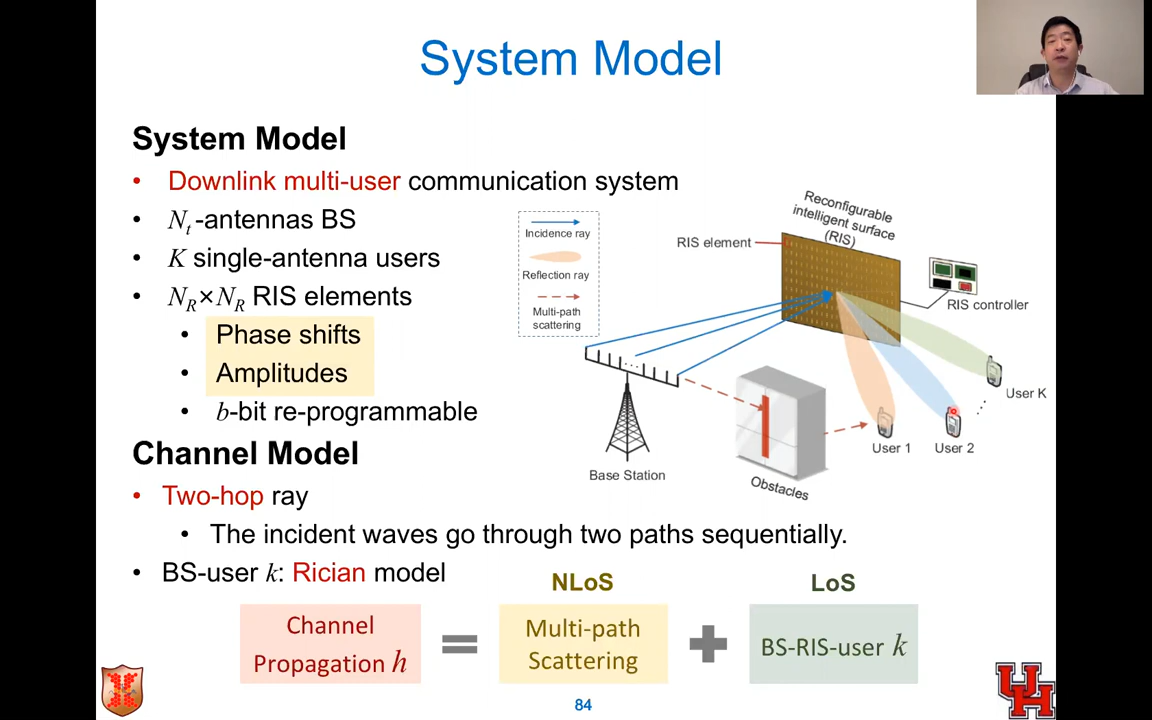 System Model
System Model
• Downlink multi-user communication system
• Nt-antennas BS
• K single-antenna users
• NR×NR RIS elements
• Phase shifts
• Amplitudes
• b-bit re-programmable
Incidence ray
Reflection ray
Multi-path
scattering
Reconfigurable
intelligent surface
(RIS)
RIS element
RIS controller
User K
User 1
User 2
Base Station
Obstacles
Channel Model
• Two-hop ray
• The incident waves go through two paths sequentially.
• BS-user k: Rician model
NLoS
LoS
Channel
Propagation h
=
Multi-path
Scattering
+
BS-RIS-user k
UH
84